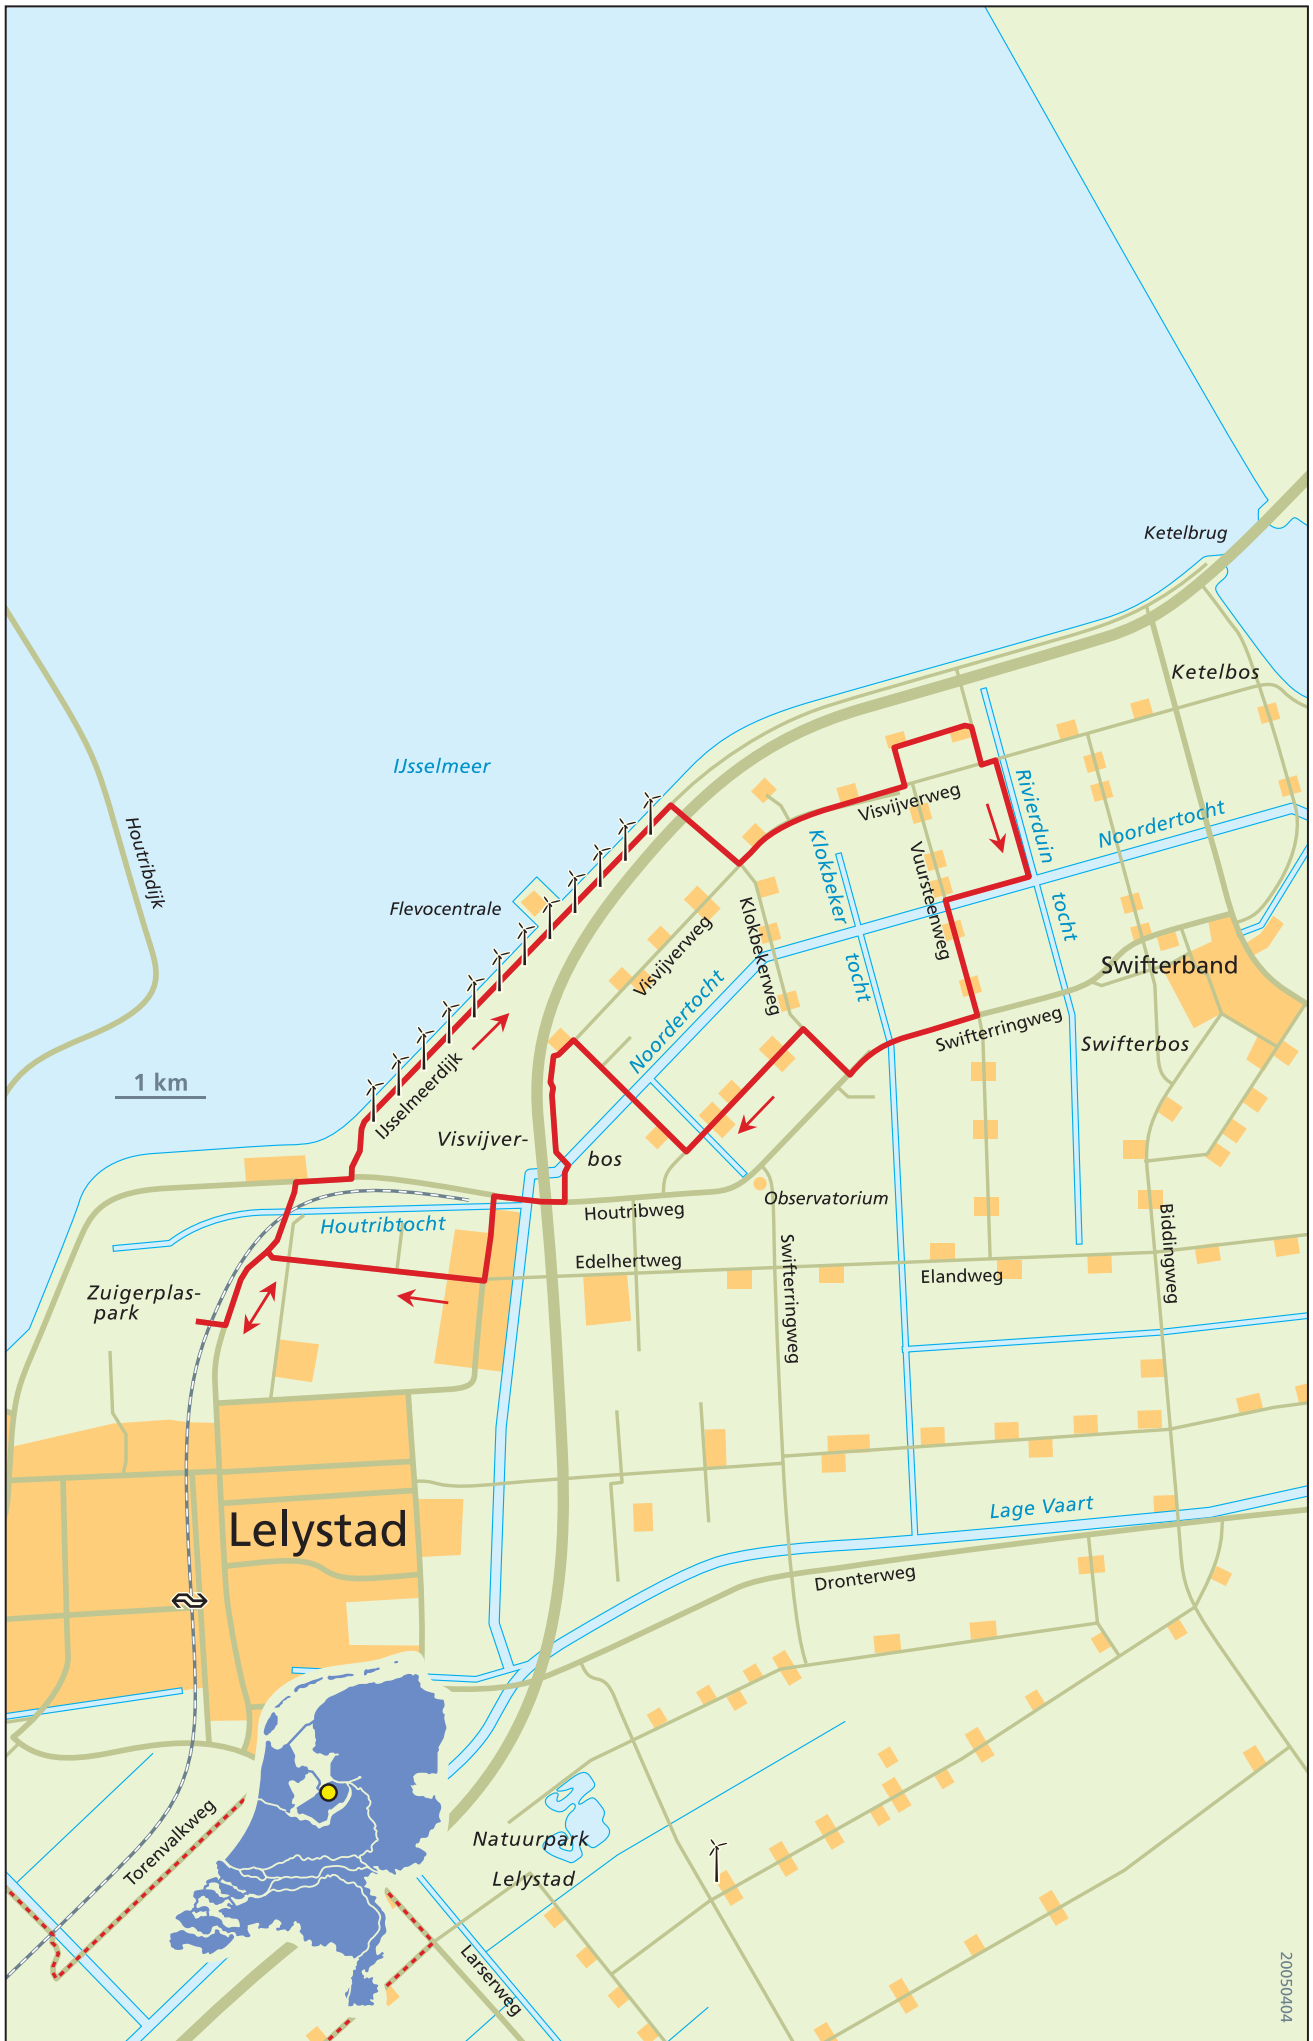 Ketelbrug
Ketelbos
IJsselmeer
Houtribdijk
Rivierduin
tocht
Visvijverweg
Noordertocht
Klokbeker
tocht
Vuursteenweg
Flevocentrale
Klokbekerweg
Visvijverweg
Swifterband
Noordertocht
Swifterringweg
Swifterbos
1 km
IJsselmeerdijk
Visvijver-
bos
Observatorium
Houtribweg
Houtribtocht
Biddingweg
Edelhertweg
Swifterringweg
Elandweg
Zuigerplas-
park
Lelystad
Lage Vaart
Dronterweg
Torenvalkweg
Natuurpark
Lelystad
Larserweg
20050404